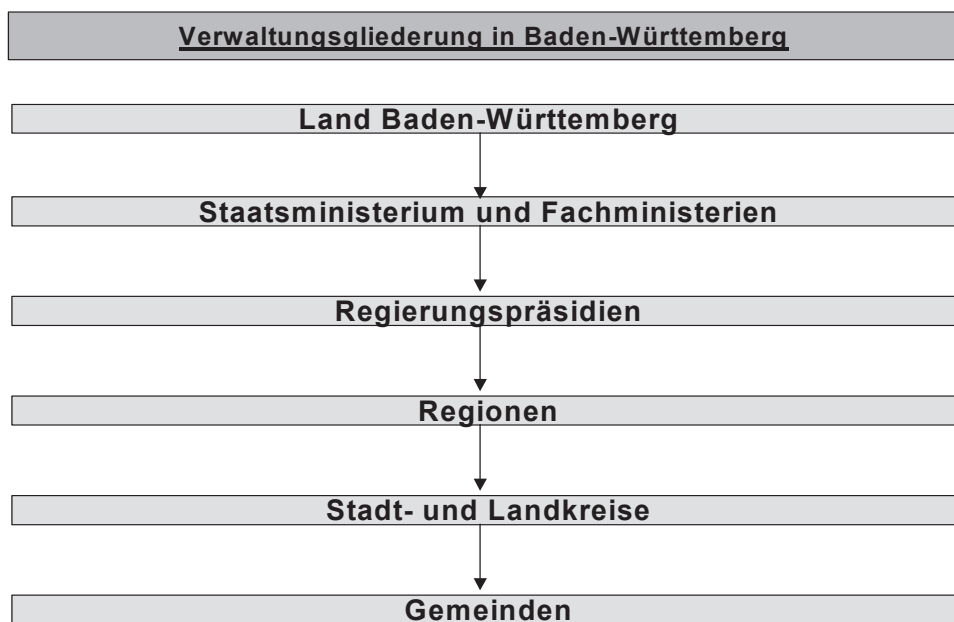 Verwaltungsgliederung in Baden-Württemberg
Land Baden-Württemberg
Staatsministerium und Fachministerien
Regierungspräsidien
Regionen
Stadt- und Landkreise
Gemeinden